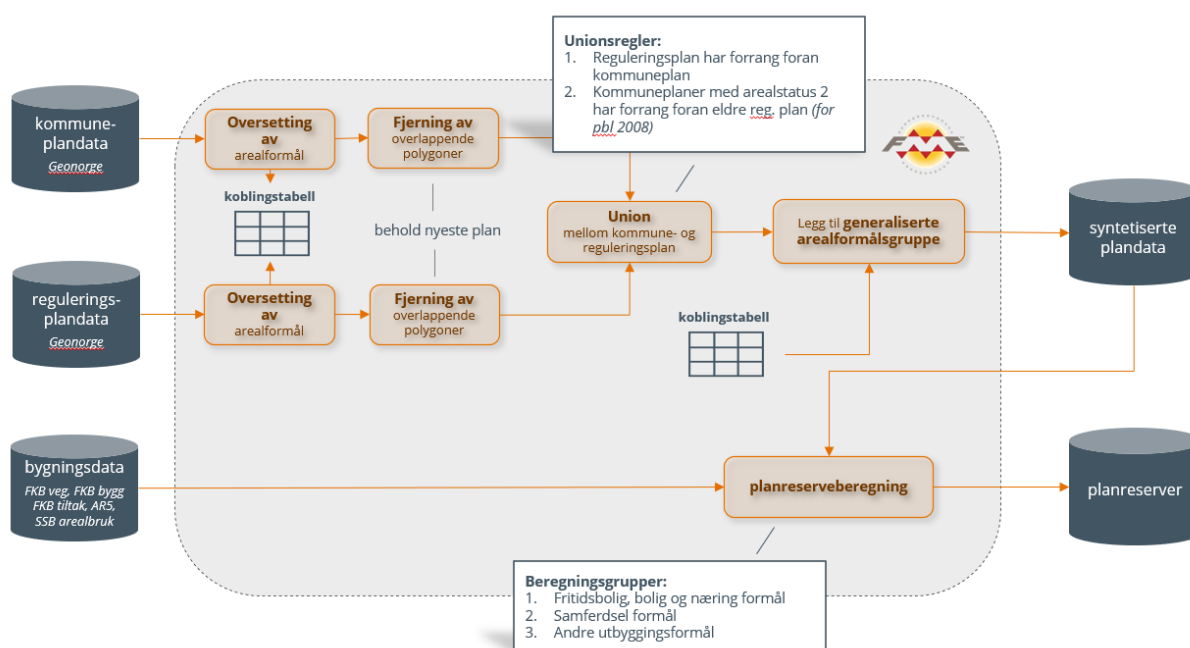 Unionsregler:
1. Reguleringsplan har forrang foran
kommuneplan
2. Kommuneplaner med arealstatus 2
har forrang foran eldre reg. plan (for
pbl 2008)
kommune-
plandata
Geonorge
Oversetting
av
arealformål
Fjerning av
overlappende
polygoner
FME
koblingstabell
behold nyeste plan
Union
mellom kommune- og
reguleringsplan
Legg til generaliserte
arealformålsgruppe
syntetiserte
plandata
regulerings-
plandata
Geonorge
Oversetting
av
arealformål
Fjerning av
overlappende
polygoner
koblingstabell
bygningsdata
FKB veg, FKB bygg
FKB tiltak, AR5,
SSB arealbruk
planreserveberegning
planreserver
Beregningsgrupper:
1. Fritidsbolig, bolig og næring formål
2. Samferdsel formål
3. Andre utbyggingsformål